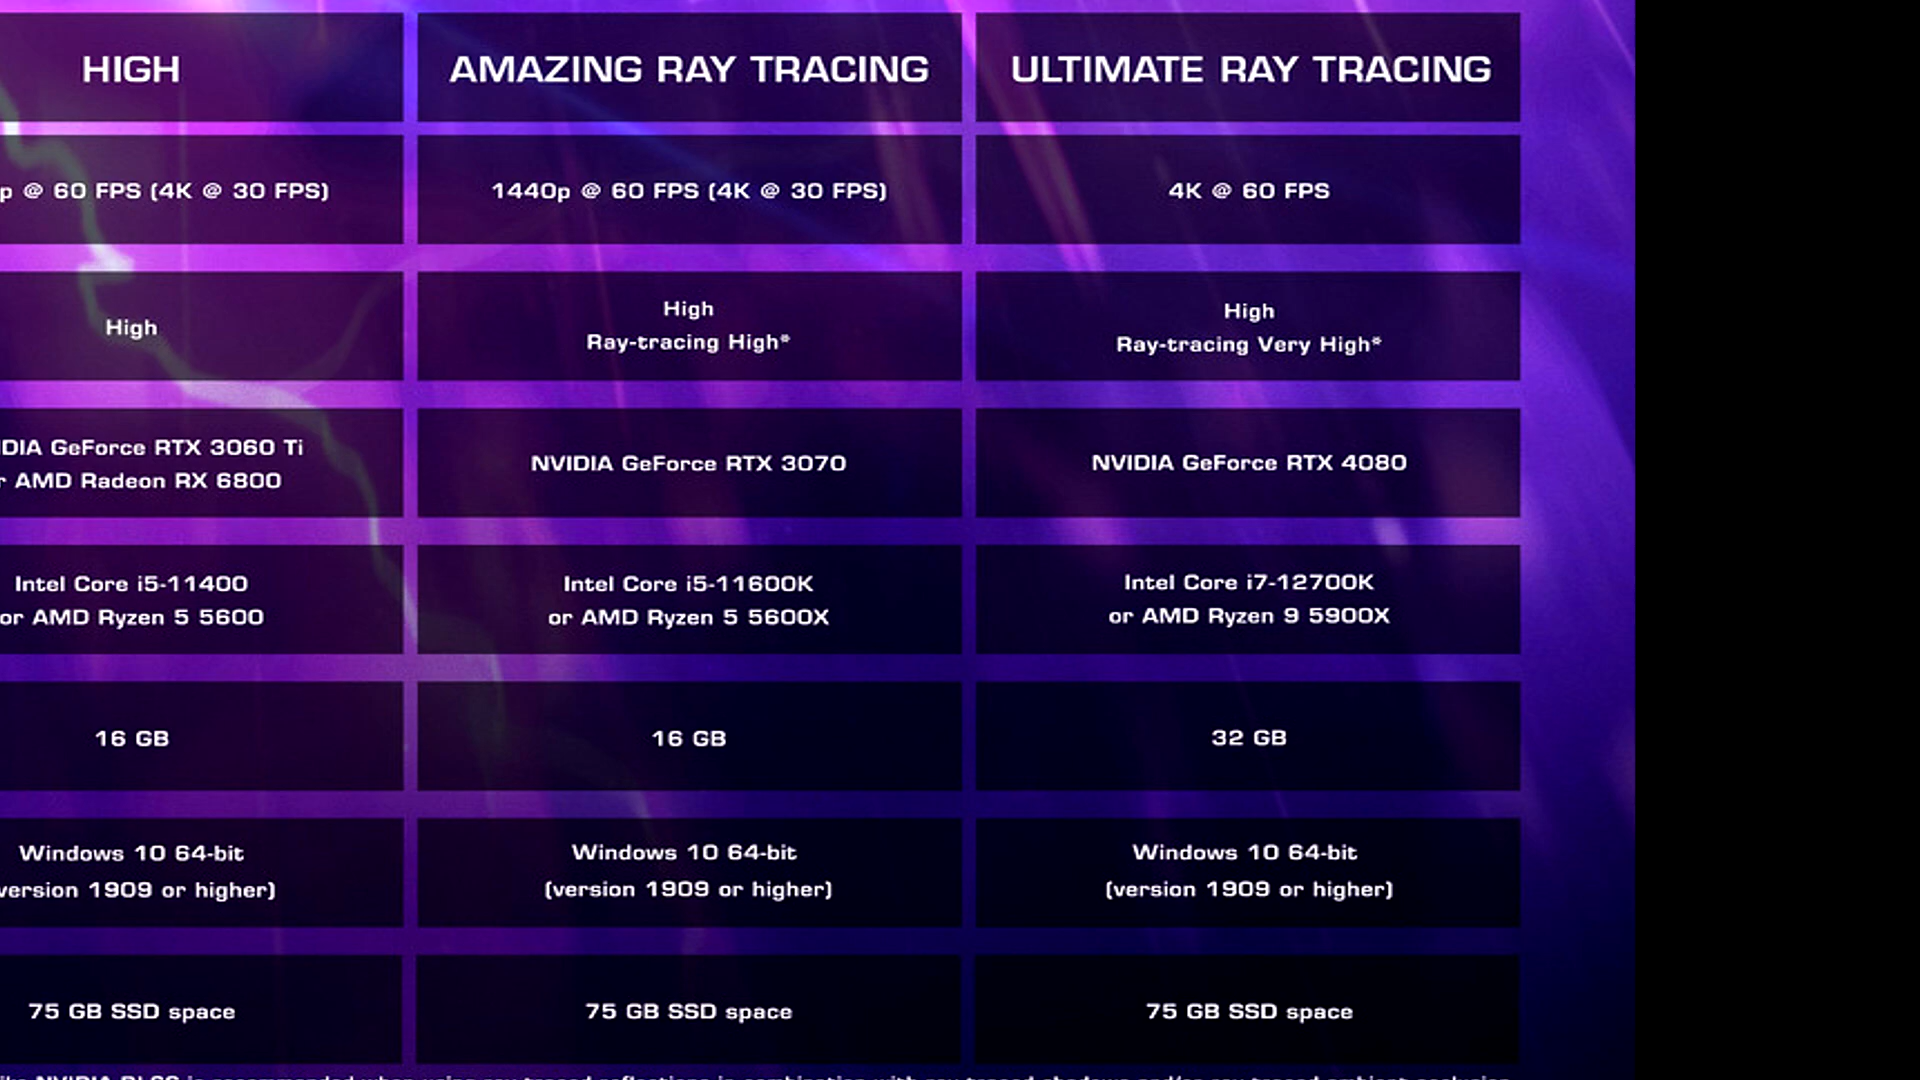 HIGH
AMAZING RAY TRACING
ULTIMATE RAY TRACING
@ 60 FPS (4K @ 30 FPS)
1440p @ 60 FPS (4K @ 30 FPS)
4K @ 60 FPS
High
High
Ray-tracing High*
High
Ray-tracing Very High*
GeForce RTX 3060 Ti
AMD Radeon RX 6800
NVIDIA GeForce RTX 3070
NVIDIA GeForce RTX 4080
Intel Core i5-11400
or AMD Ryzen 5 5600
Intel Core i5-11600K
or AMD Ryzen 5 5600X
Intel Core i7-12700K
or AMD Ryzen 9 5900X
16 GB
16 GB
32 GB
Windows 10 64-bit
version 1909 or higher)
Windows 10 64-bit
(version 1909 or higher)
Windows 10 64-bit
(version 1909 or higher)
75 GB SSD space
75 GB SSD space
75 GB SSD space